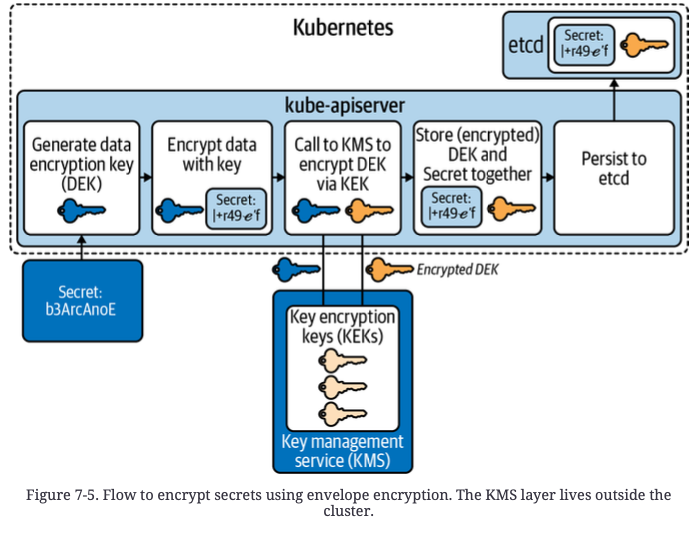 Kubernetes
etcd
Secret:
|+r49e'f
kube-apiserver
Generate data
encryption key
(DEK)
Encrypt data
with key
Secret:
|+r49e'f
Call to KMS to
encrypt DEK
via KEK
Store (encrypted)
DEK and
Secret together
Secret:
|+r49e'f
Persist to
etcd
Secret:
b3ArcAnoE
Encrypted DEK
Key encryption
keys (KEKs)
Key management
service (KMS)
Figure 7-5. Flow to encrypt secrets using envelope encryption. The KMS layer lives outside the
cluster.